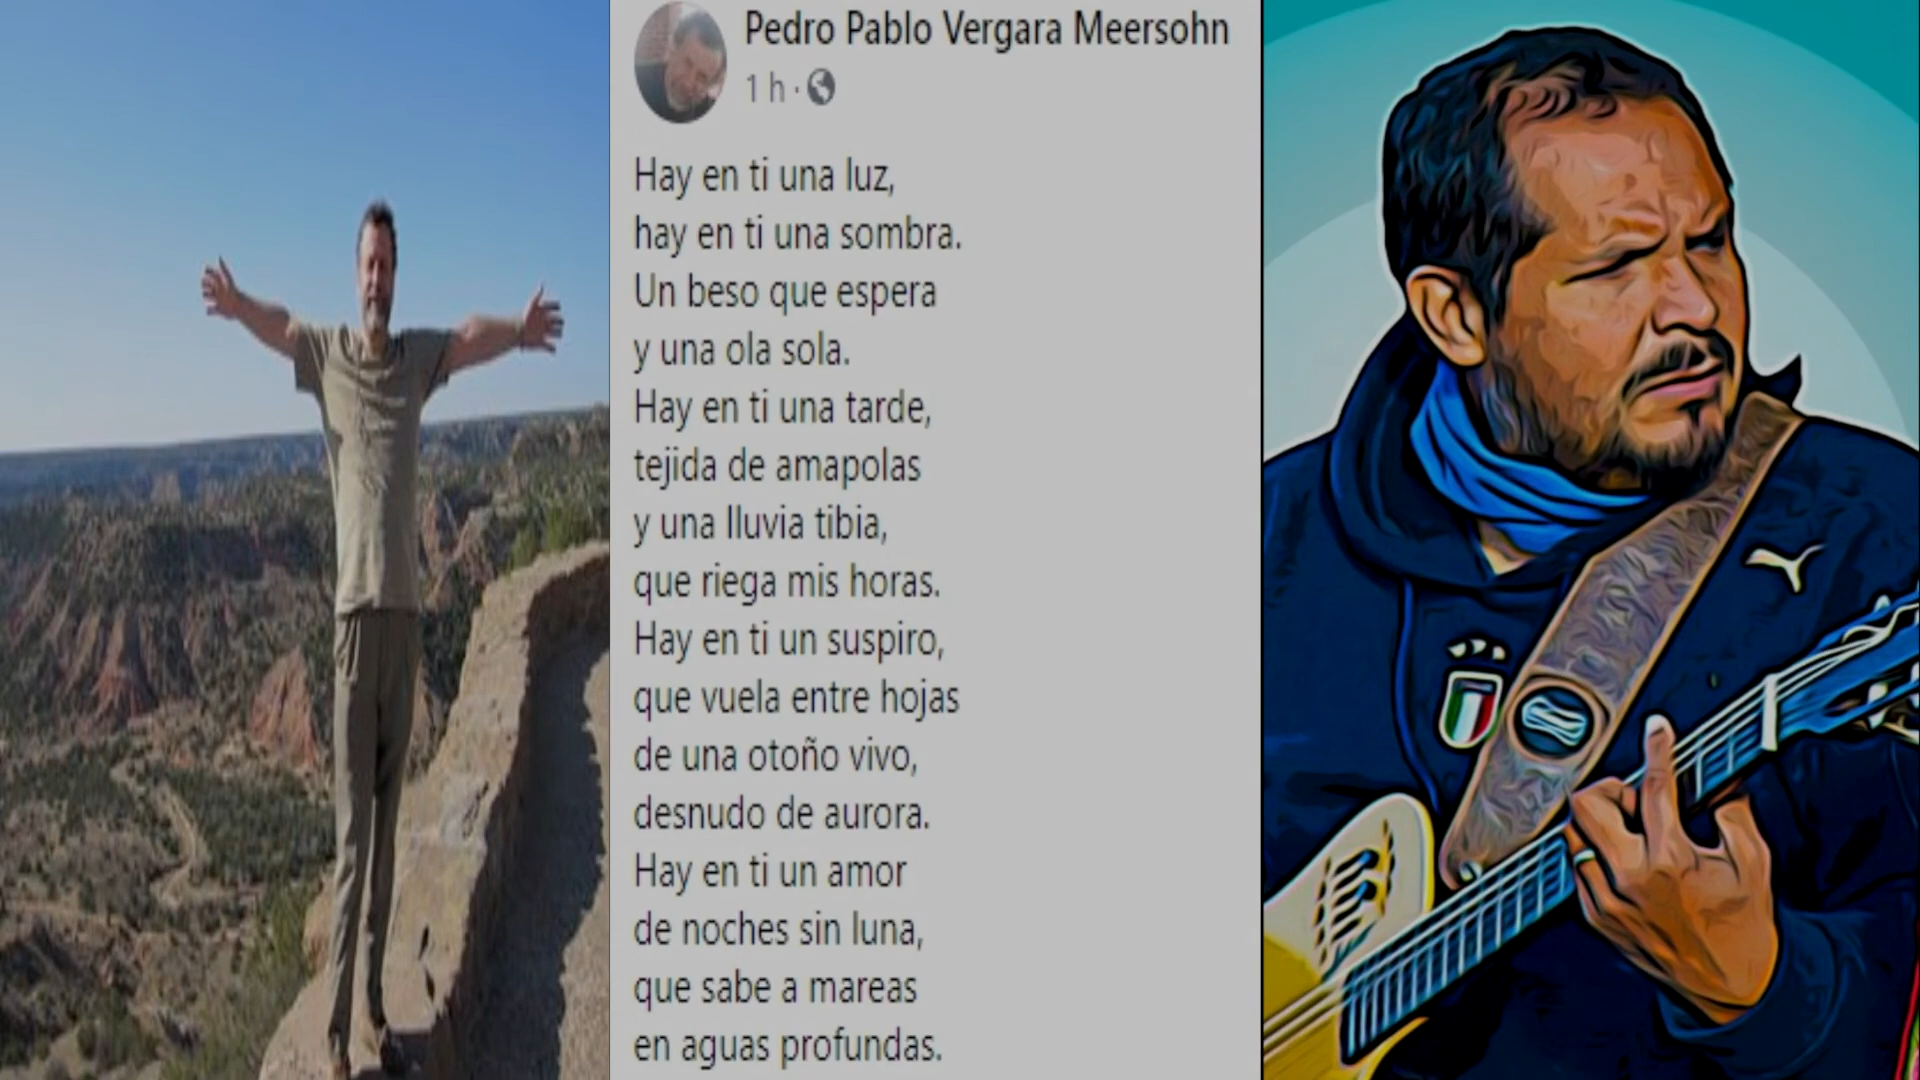 Pedro Pablo Vergara Meersohn
1 h ·
Hay en ti una luz,
hay en ti una sombra.
Un beso que espera
y una ola sola.
Hay en ti una tarde,
tejida de amapolas
y una lluvia tibia,
que riega mis horas.
Hay en ti un suspiro,
que vuela entre hojas
de una otoño vivo,
desnudo de aurora.
Hay en ti un amor
de noches sin luna,
que sabe a mareas
en aguas profundas.